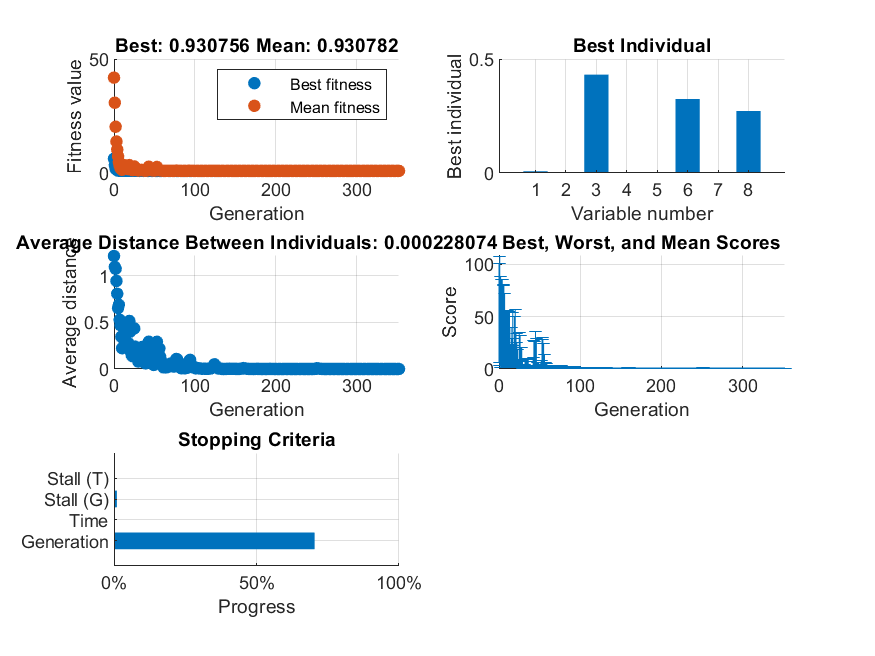 Best: 0.930756 Mean: 0.930782
Fitness value
50
0
Best fitness
Mean fitness
0 100 200 300
Generation
Best Individual
Best individual
0.5
0
1 2 3 4 5 6 7 8
Variable number
Average Distance Between Individuals: 0.000228074
Average distance
1
0.5
0
0 100 200 300
Generation
Best, Worst, and Mean Scores
Score
100
50
0
0 100 200 300
Generation
Stopping Criteria
Stall (T)
Stall (G)
Time
Generation
0% 50% 100%
Progress